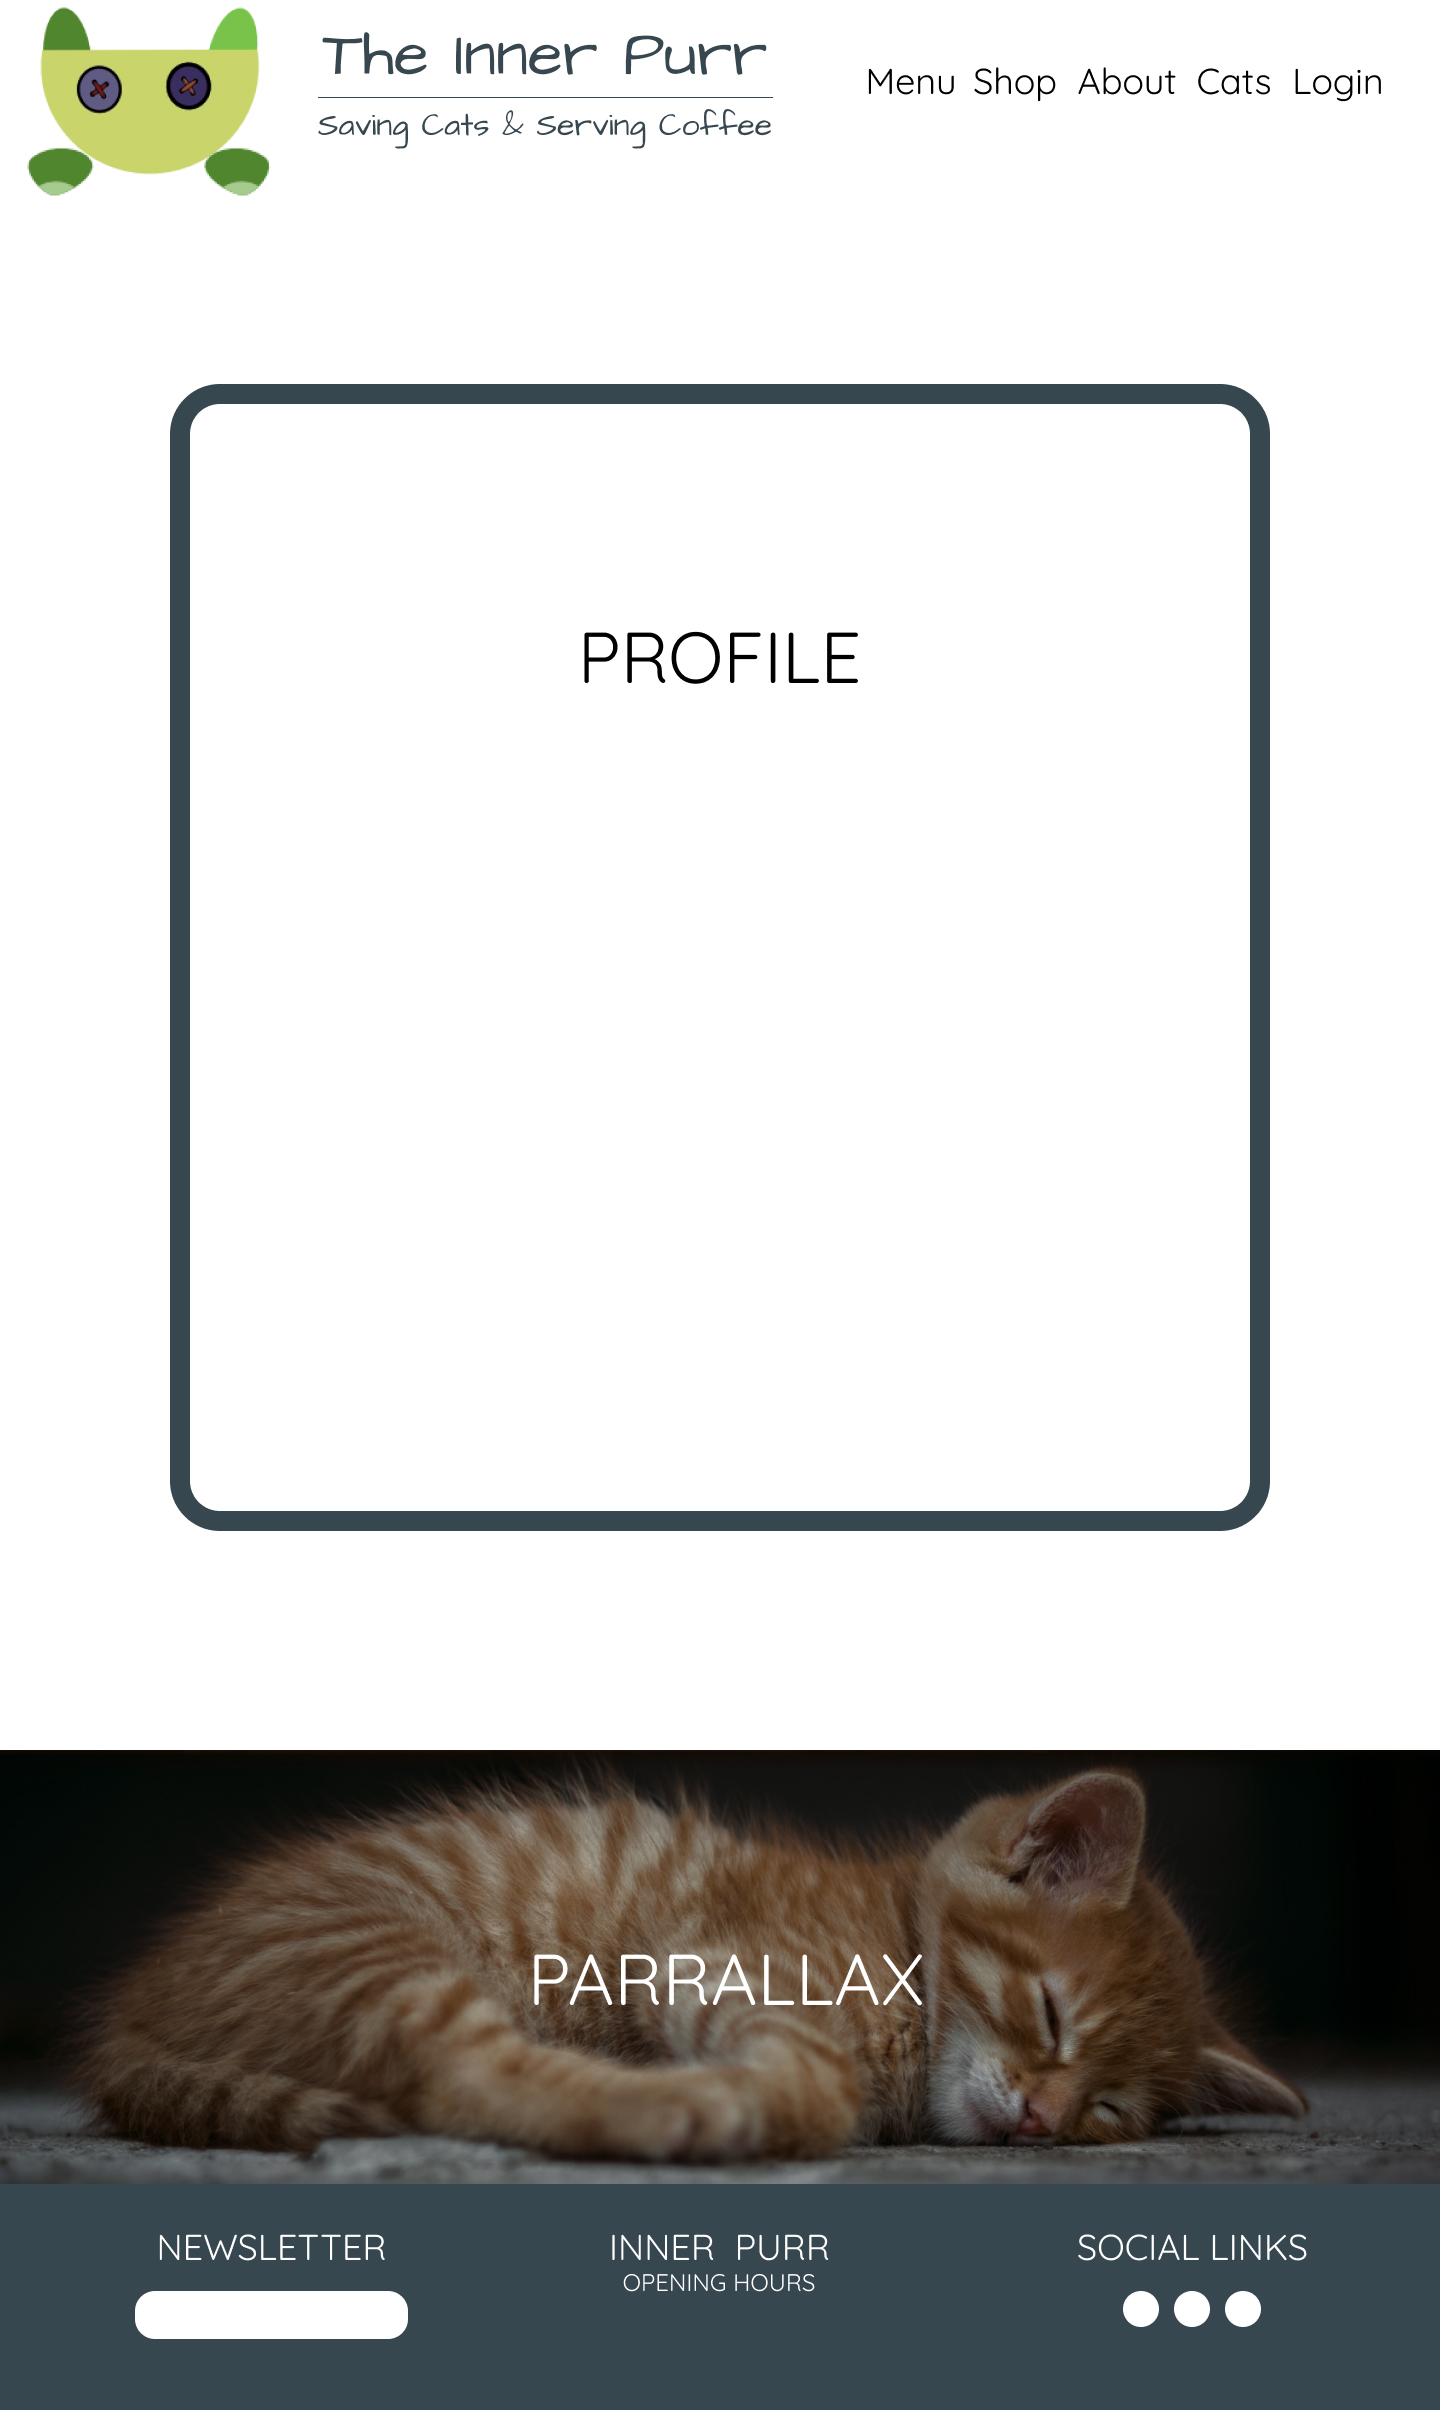 The Inner Purr
Saving Cats & Serving Coffee
Menu Shop About Cats Login
PROFILE
PARRALLAX
NEWSLETTER
INNER PURR
OPENING HOURS
SOCIAL LINKS